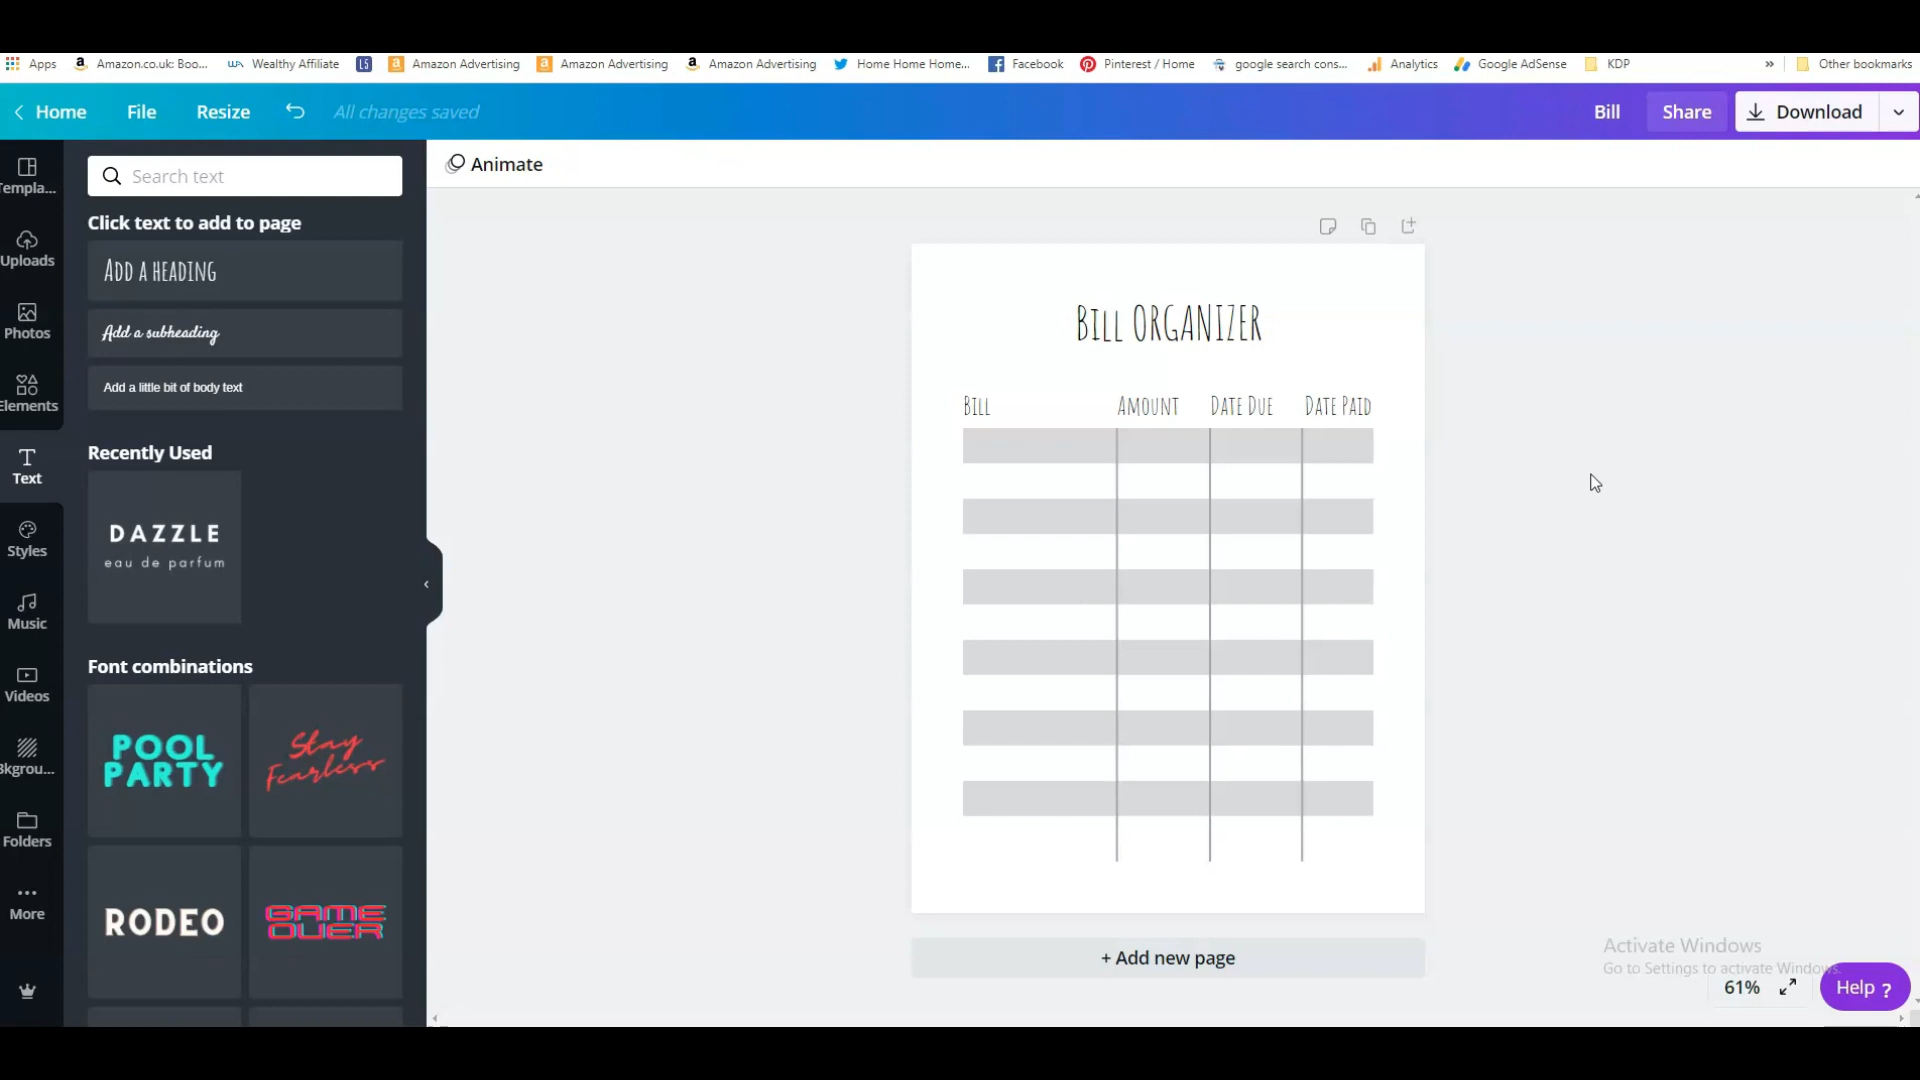 Apps Amazon.co.uk: Boo... Wealthy Affiliate L5 Amazon Advertising Amazon Advertising Amazon Advertising Home Home Home... Facebook Pinterest / Home google search cons... Analytics Google AdSense KDP » Other bookmarks
Home File Resize All changes saved Bill Share Download
Templa...
Uploads
Photos
Elements
Text
Styles
Music
Videos
Bkgrou...
Folders
More
Search text
Click text to add to page
ADD A HEADING
Add a subheading
Add a little bit of body text
Recently Used
DAZZLE
eau de parfum
Font combinations
POOL
PARTY
Stay
Fearless
RODEO
GAME
OVER
Animate
BILL ORGANIZER
BILL AMOUNT DATE DUE DATE PAID
+ Add new page
Activate Windows
Go to Settings to activate Windows.
61% Help ?